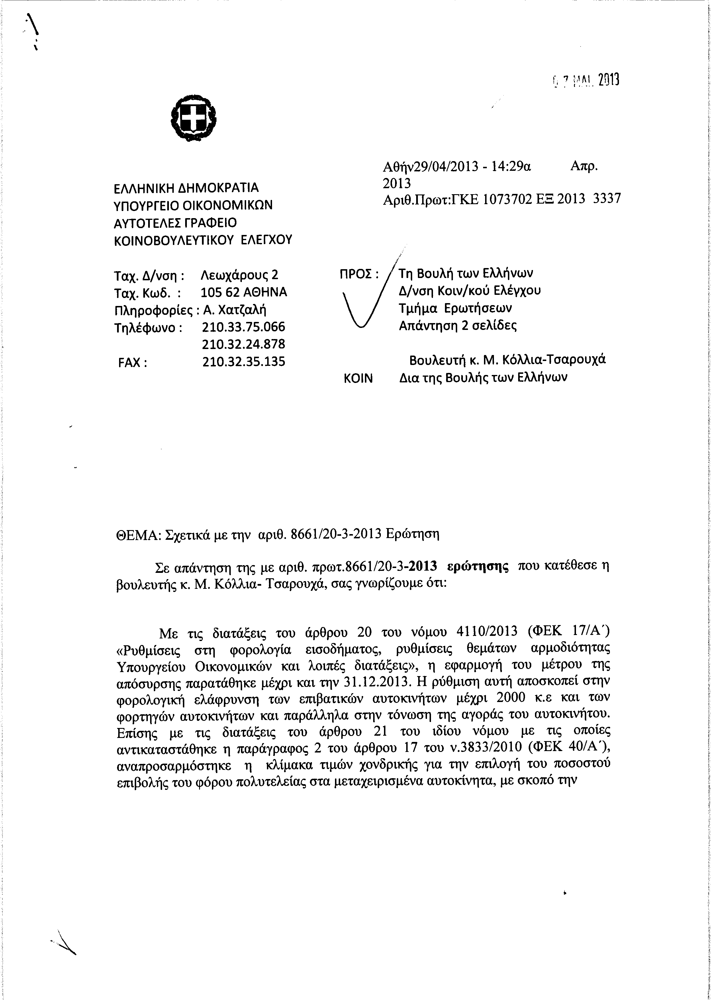 07 ΜΑΙ. 2013
Αθήν29/04/2013 - 14:29α Απρ.
2013
Αριθ.Πρωτ:ΓΚΕ 1073702 ΕΞ 2013 3337
ΕΛΛΗΝΙΚΗ ΔΗΜΟΚΡΑΤΙΑ
ΥΠΟΥΡΓΕΙΟ ΟΙΚΟΝΟΜΙΚΩΝ
ΑΥΤΟΤΕΛΕΣ ΓΡΑΦΕΙΟ
ΚΟΙΝΟΒΟΥΛΕΥΤΙΚΟΥ ΕΛΕΓΧΟΥ
Ταχ. Δ/νση : Λεωχάρους 2
Ταχ. Κωδ. : 105 62 ΑΘΗΝΑ
Πληροφορίες : Α. Χατζαλή
Τηλέφωνο : 210.33.75.066
210.32.24.878
FAX : 210.32.35.135
ΠΡΟΣ : Τη Βουλή των Ελλήνων
Δ/νση Κοιν/κού Ελέγχου
Τμήμα Ερωτήσεων
Απάντηση 2 σελίδες
Βουλευτή κ. Μ. Κόλλια-Τσαρουχά
ΚΟΙΝ Δια της Βουλής των Ελλήνων
ΘΕΜΑ: Σχετικά με την αριθ. 8661/20-3-2013 Ερώτηση
Σε απάντηση της με αριθ. πρωτ.8661/20-3-2013 ερώτησης που κατέθεσε η
βουλευτής κ. Μ. Κόλλια- Τσαρουχά, σας γνωρίζουμε ότι:
Με τις διατάξεις του άρθρου 20 του νόμου 4110/2013 (ΦΕΚ 17/Α΄)
«Ρυθμίσεις στη φορολογία εισοδήματος, ρυθμίσεις θεμάτων αρμοδιότητας
Υπουργείου Οικονομικών και λοιπές διατάξεις», η εφαρμογή του μέτρου της
απόσυρσης παρατάθηκε μέχρι και την 31.12.2013. Η ρύθμιση αυτή αποσκοπεί στην
φορολογική ελάφρυνση των επιβατικών αυτοκινήτων μέχρι 2000 κ.ε και των
φορτηγών αυτοκινήτων και παράλληλα στην τόνωση της αγοράς του αυτοκινήτου.
Επίσης με τις διατάξεις του άρθρου 21 του ιδίου νόμου με τις οποίες
αντικαταστάθηκε η παράγραφος 2 του άρθρου 17 του ν.3833/2010 (ΦΕΚ 40/Α΄),
αναπροσαρμόστηκε η κλίμακα τιμών χονδρικής για την επιλογή του ποσοστού
επιβολής του φόρου πολυτελείας στα μεταχειρισμένα αυτοκίνητα, με σκοπό την